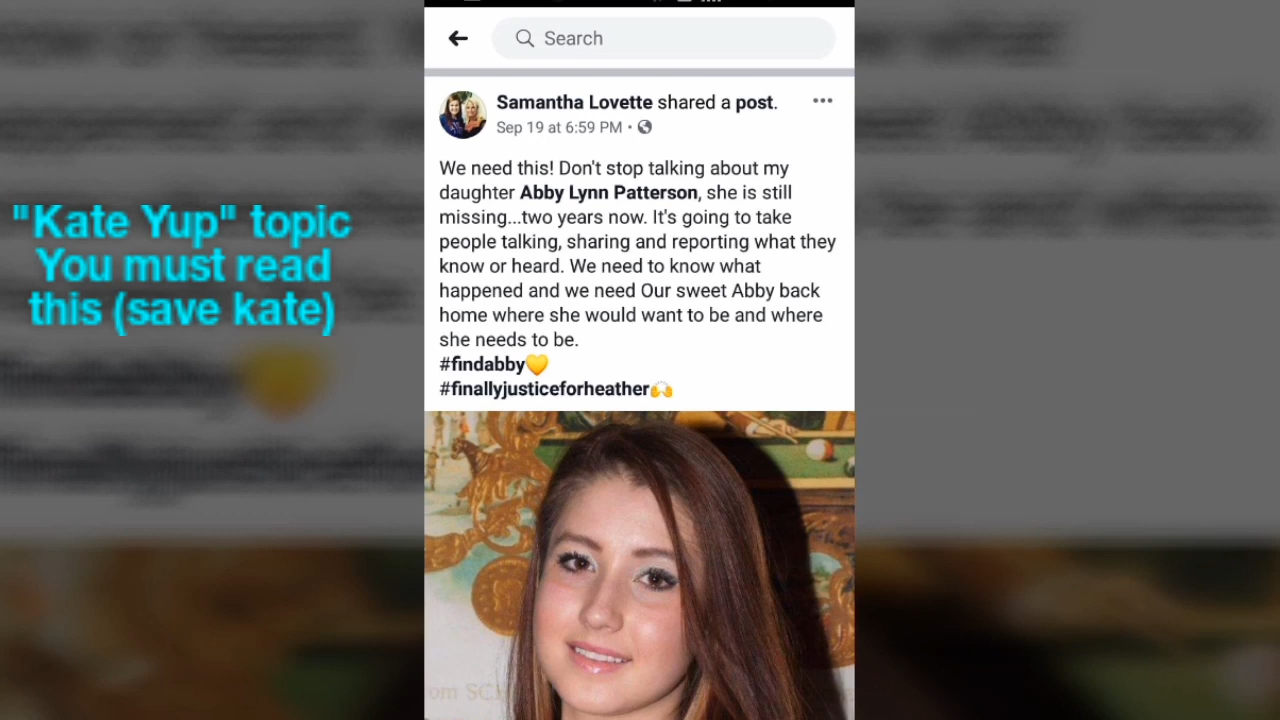 "Kate Yup" topic
You must read
this (save kate)
Search
Samantha Lovette shared a post.
Sep 19 at 6:59 PM
We need this! Don't stop talking about my
daughter Abby Lynn Patterson, she is still
missing...two years now. It's going to take
people talking, sharing and reporting what they
know or heard. We need to know what
happened and we need Our sweet Abby back
home where she would want to be and where
she needs to be.
#findabby💛
#finallyjusticeforheather🙌